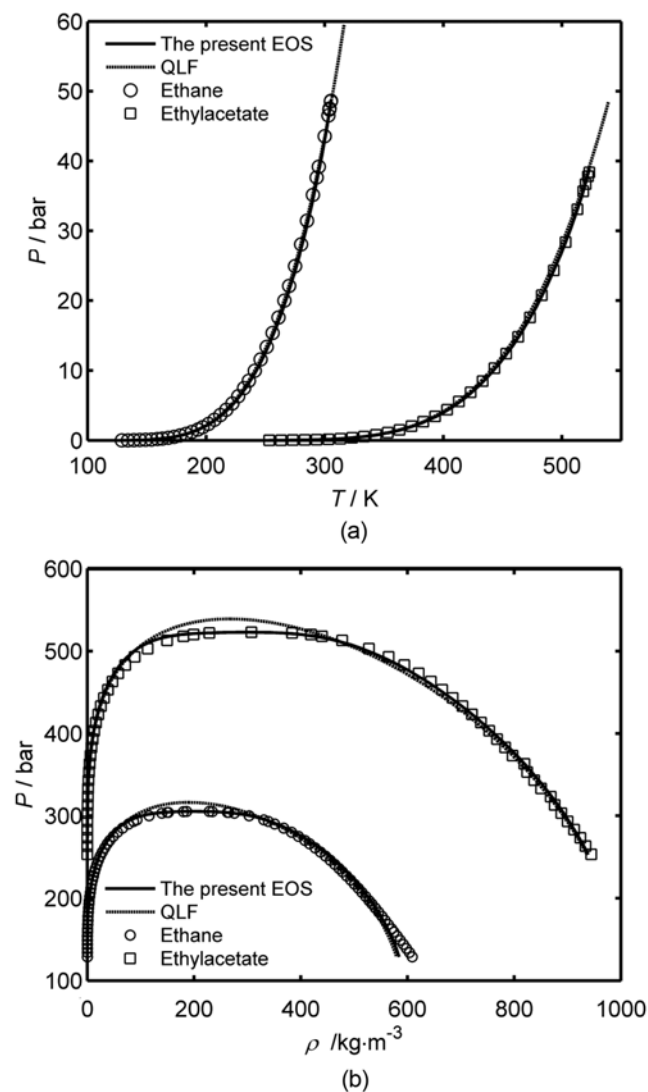 60
50
40
30
20
10
0
P / bar
The present EOS
QLF
Ethane
Ethylacetate
100 200 300 400 500
T / K
(a)
600
500
400
300
200
100
P / bar
The present EOS
QLF
Ethane
Ethylacetate
0 200 400 600 800 1000
ρ /kg·m⁻³
(b)